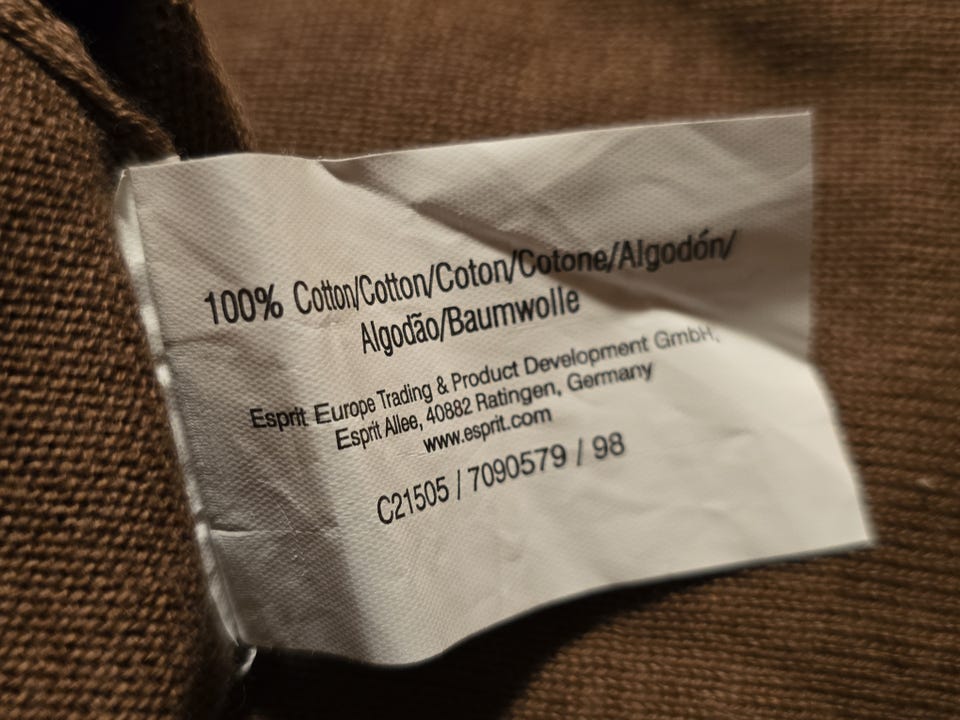 100% Cotton/Cotton/Coton/Cotone/Algodón/
Algodão/Baumwolle
Esprit Europe Trading & Product Development GmbH,
Esprit Allee, 40882 Ratingen, Germany
www.esprit.com
C21505 / 7090579 / 98